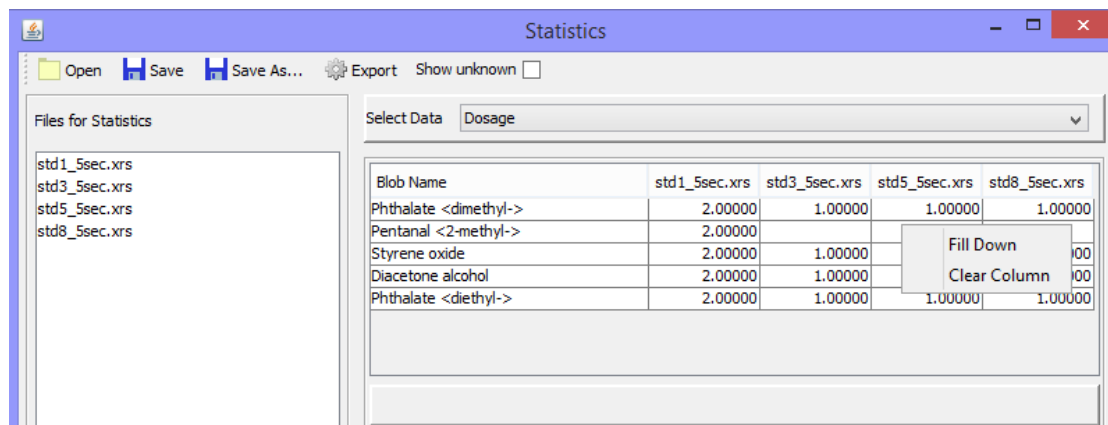 Statistics
Open Save Save As... Export Show unknown
Files for Statistics
std1_5sec.xrs
std3_5sec.xrs
std5_5sec.xrs
std8_5sec.xrs
Select Data Dosage
Blob Name std1_5sec.xrs std3_5sec.xrs std5_5sec.xrs std8_5sec.xrs
Phthalate <dimethyl-> 2.00000 1.00000 1.00000 1.00000
Pentanal <2-methyl-> 2.00000
Styrene oxide 2.00000 1.00000 00
Diacetone alcohol 2.00000 1.00000 00
Phthalate <diethyl-> 2.00000 1.00000 1.00000 1.00000
Fill Down
Clear Column